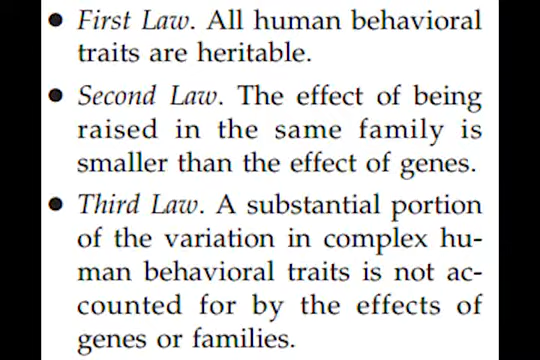 • First Law. All human behavioral
traits are heritable.
• Second Law. The effect of being
raised in the same family is
smaller than the effect of genes.
• Third Law. A substantial portion
of the variation in complex hu-
man behavioral traits is not ac-
counted for by the effects of
genes or families.